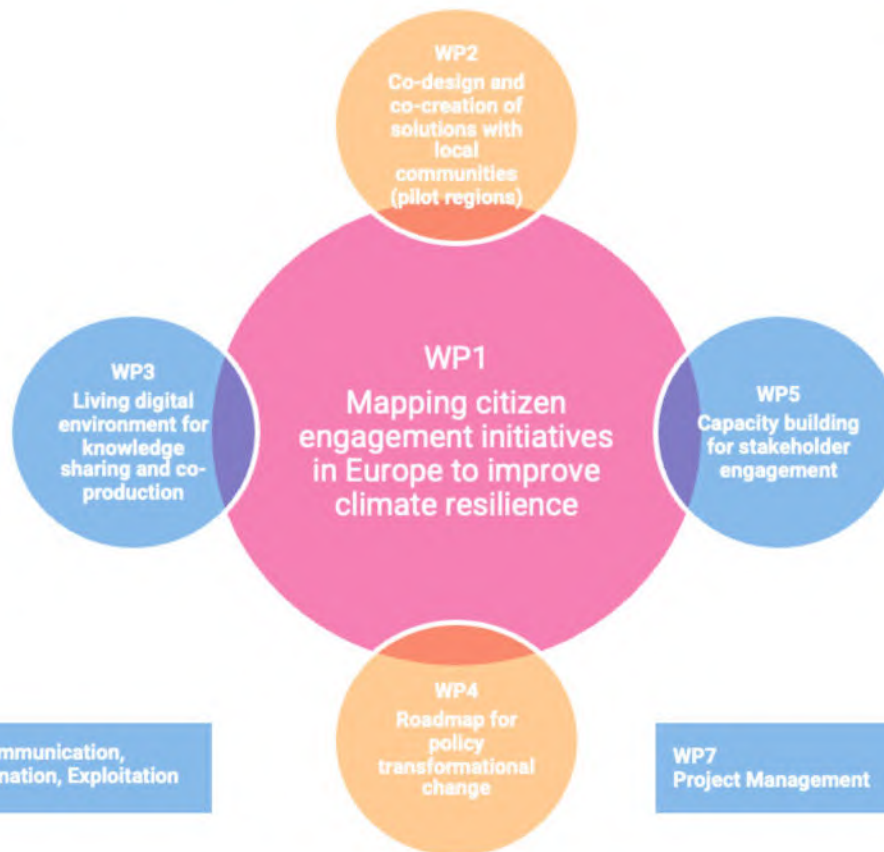 WP2
Co-design and
co-creation of
solutions with
local
communities
(pilot regions)
WP1
Mapping citizen
engagement initiatives
in Europe to improve
climate resilience
WP3
Living digital
environment for
knowledge
sharing and co-
production
WP5
Capacity building
for stakeholder
engagement
WP4
Roadmap for
policy
transformational
change
mmunication,
nation, Exploitation
WP7
Project Management